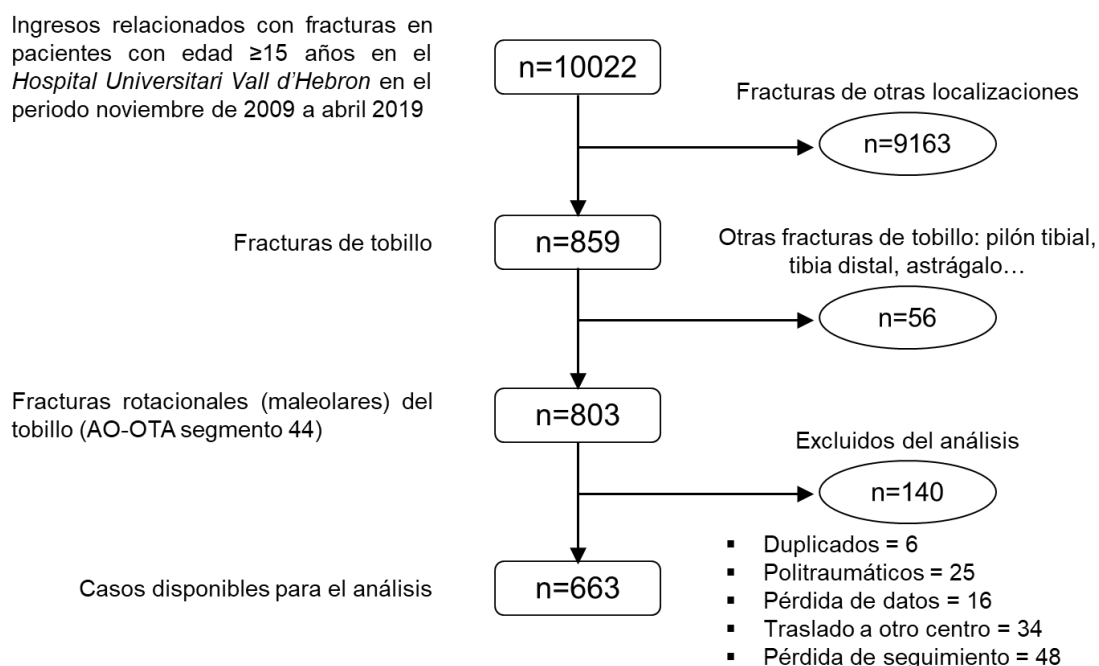 Ingresos relacionados con fracturas en
pacientes con edad ≥15 años en el
Hospital Universitari Vall d’Hebron en el
periodo noviembre de 2009 a abril 2019
n=10022
Fracturas de otras localizaciones
n=9163
Fracturas de tobillo
n=859
Otras fracturas de tobillo: pilón tibial,
tibia distal, astrágalo…
n=56
Fracturas rotacionales (maleolares) del
tobillo (AO-OTA segmento 44)
n=803
Excluidos del análisis
n=140
Casos disponibles para el análisis
n=663
▪ Duplicados = 6
▪ Politraumáticos = 25
▪ Pérdida de datos = 16
▪ Traslado a otro centro = 34
▪ Pérdida de seguimiento = 48